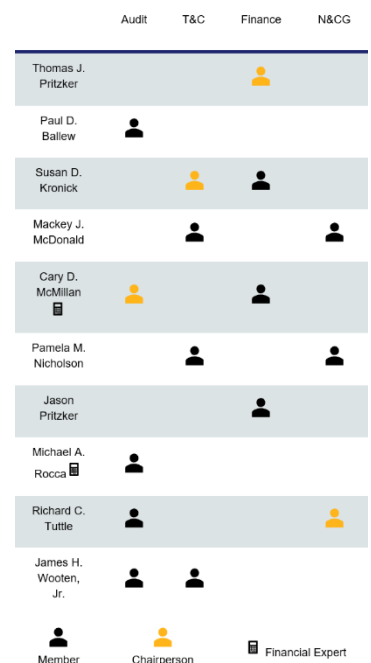 Audit T&C Finance N&CG
Thomas J.
Pritzker
Paul D.
Ballew
Susan D.
Kronick
Mackey J.
McDonald
Cary D.
McMillan
Pamela M.
Nicholson
Jason
Pritzker
Michael A.
Rocca
Richard C.
Tuttle
James H.
Wooten,
Jr.
Member Chairperson Financial Expert